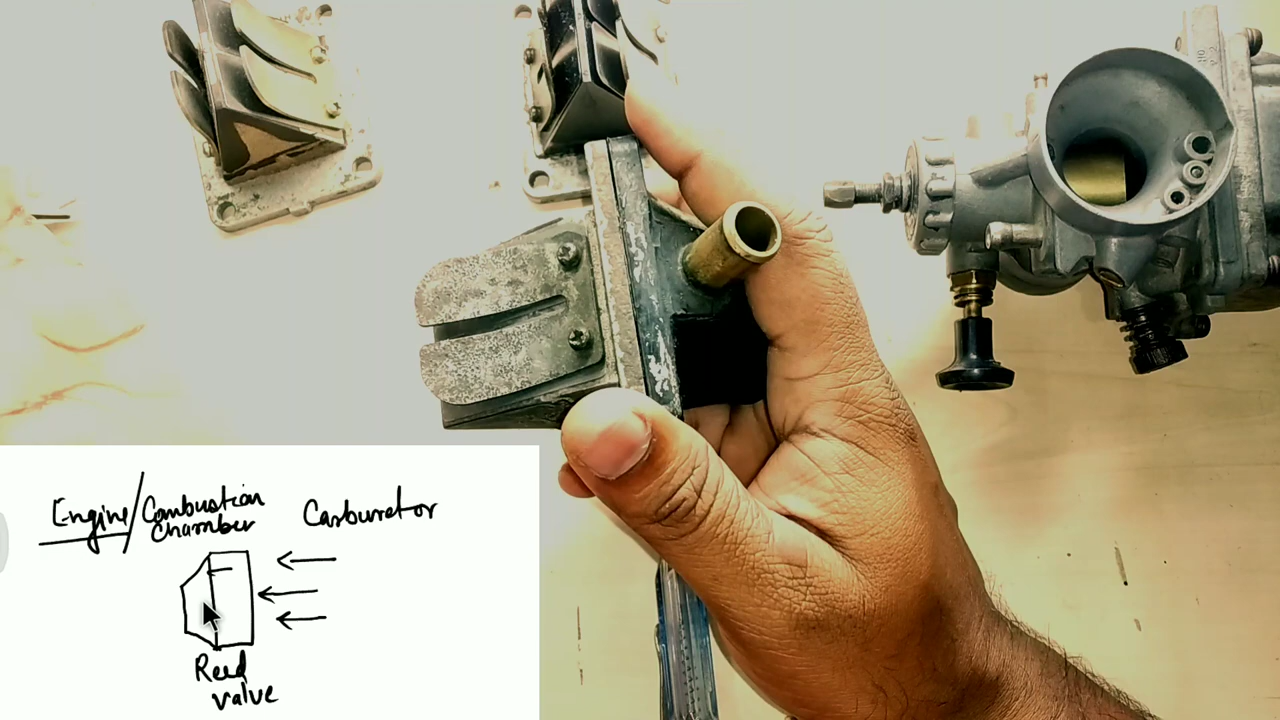 Engine/Combustion
chamber
Carburetor
Reed
valve